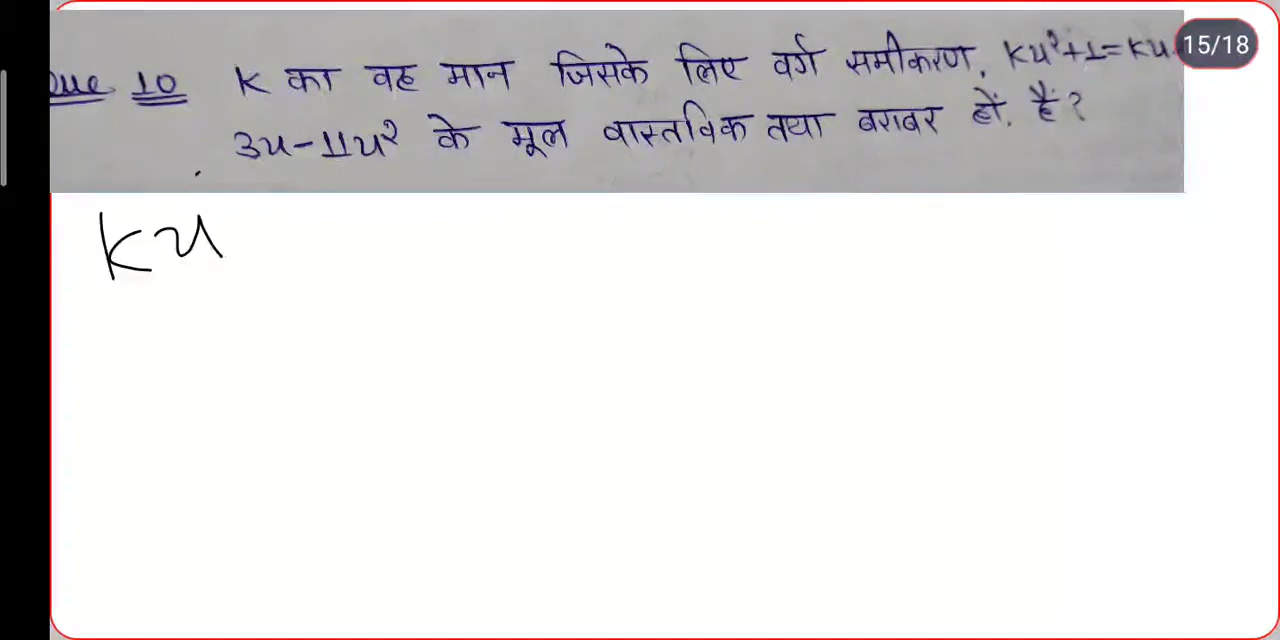 Que 10 K का वह मान जिसके लिए वर्ग समीकरण, Kx²+1=Kx 15/18
3x-11x² के मूल वास्तविक तथा बराबर हों. है?
Kx